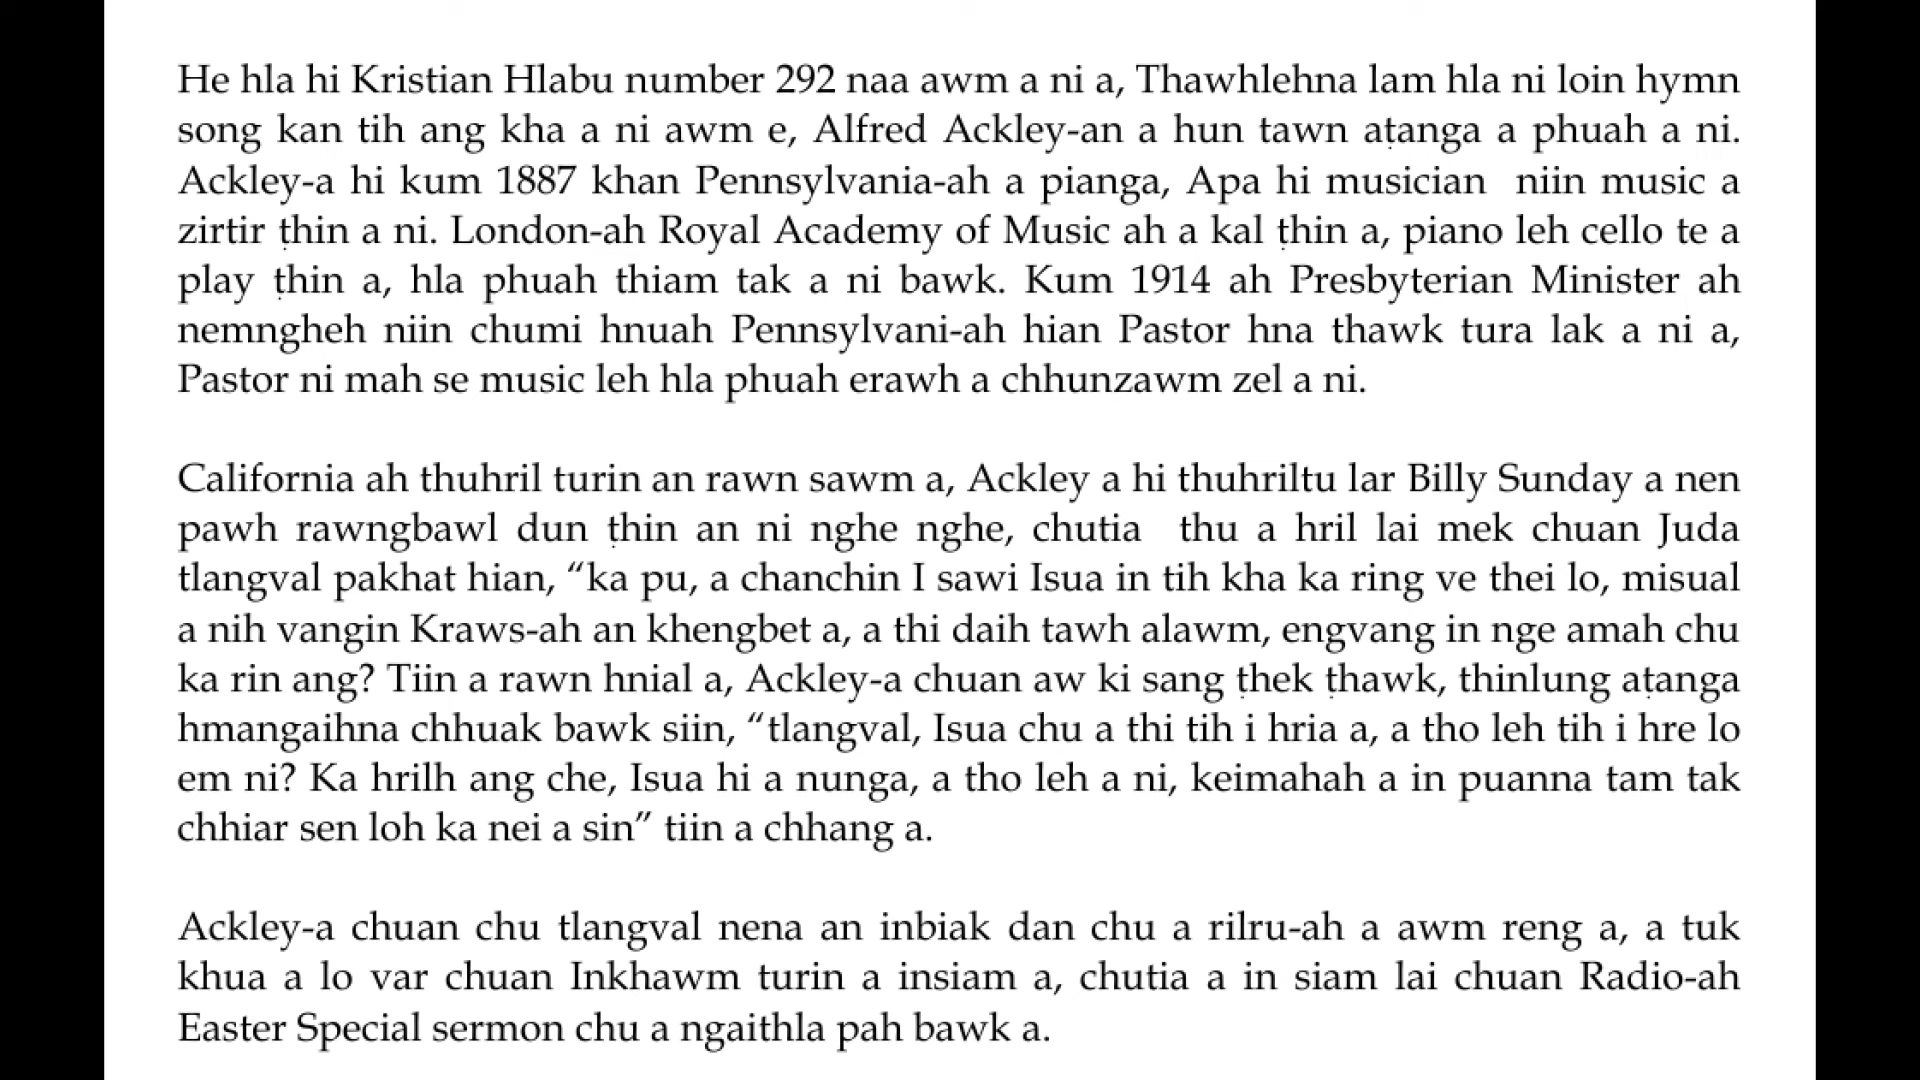 He hla hi Kristian Hlabu number 292 naa awm a ni a, Thawhlehna lam hla ni loin hymn
song kan tih ang kha a ni awm e, Alfred Ackley-an a hun tawn aṭanga a phuah a ni.
Ackley-a hi kum 1887 khan Pennsylvania-ah a pianga, Apa hi musician niin music a
zirtir ṭhin a ni. London-ah Royal Academy of Music ah a kal ṭhin a, piano leh cello te a
play ṭhin a, hla phuah thiam tak a ni bawk. Kum 1914 ah Presbyterian Minister ah
nemngheh niin chumi hnuah Pennsylvani-ah hian Pastor hna thawk tura lak a ni a,
Pastor ni mah se music leh hla phuah erawh a chhunzawm zel a ni.
California ah thuhril turin an rawn sawm a, Ackley a hi thuhriltu lar Billy Sunday a nen
pawh rawngbawl dun ṭhin an ni nghe nghe, chutia thu a hril lai mek chuan Juda
tlangval pakhat hian, “ka pu, a chanchin I sawi Isua in tih kha ka ring ve thei lo, misual
a nih vangin Kraws-ah an khengbet a, a thi daih tawh alawm, engvang in nge amah chu
ka rin ang? Tiin a rawn hnial a, Ackley-a chuan aw ki sang ṭhek ṭhawk, thinlung aṭanga
hmangaihna chhuak bawk siin, “tlangval, Isua chu a thi tih i hria a, a tho leh tih i hre lo
em ni? Ka hrilh ang che, Isua hi a nunga, a tho leh a ni, keimahah a in puanna tam tak
chhiar sen loh ka nei a sin” tiin a chhang a.
Ackley-a chuan chu tlangval nena an inbiak dan chu a rilru-ah a awm reng a, a tuk
khua a lo var chuan Inkhawm turin a insiam a, chutia a in siam lai chuan Radio-ah
Easter Special sermon chu a ngaithla pah bawk a.